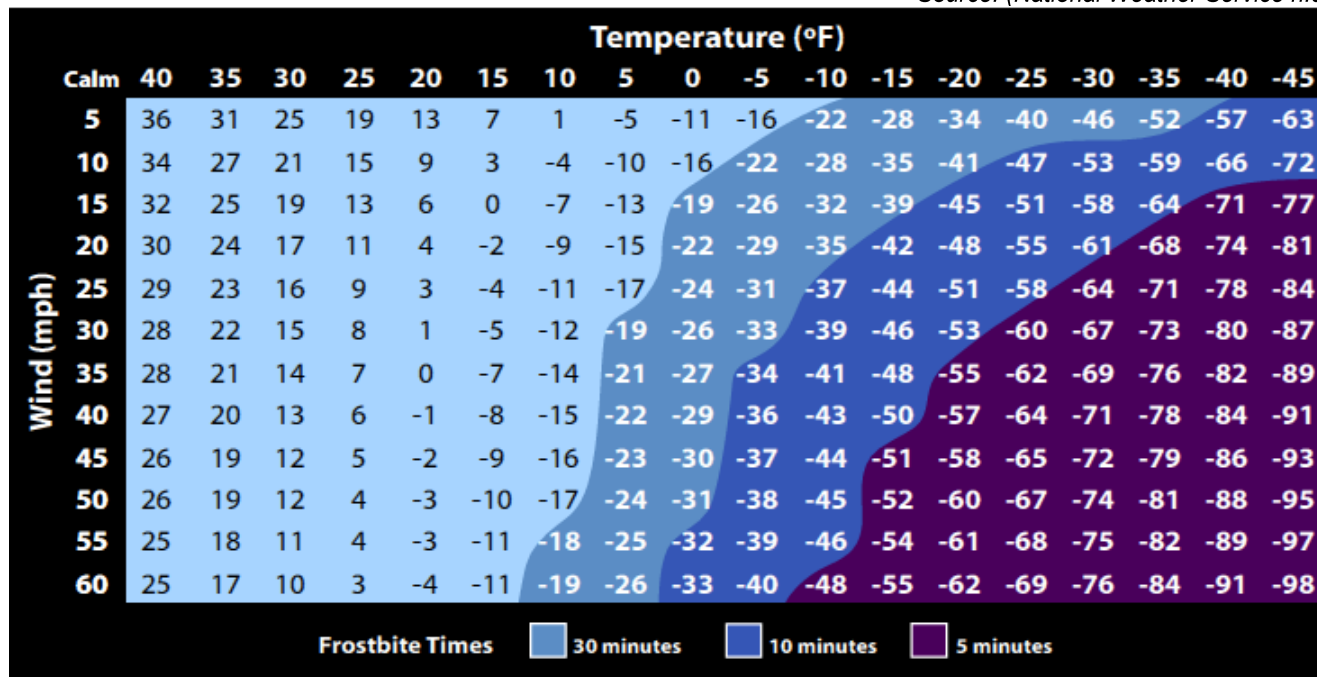 Temperature (ºF)
Calm 40 35 30 25 20 15 10 5 0 -5 -10 -15 -20 -25 -30 -35 -40 -45
5 36 31 25 19 13 7 1 -5 -11 -16 -22 -28 -34 -40 -46 -52 -57 -63
10 34 27 21 15 9 3 -4 -10 -16 -22 -28 -35 -41 -47 -53 -59 -66 -72
15 32 25 19 13 6 0 -7 -13 -19 -26 -32 -39 -45 -51 -58 -64 -71 -77
20 30 24 17 11 4 -2 -9 -15 -22 -29 -35 -42 -48 -55 -61 -68 -74 -81
25 29 23 16 9 3 -4 -11 -17 -24 -31 -37 -44 -51 -58 -64 -71 -78 -84
30 28 22 15 8 1 -5 -12 -19 -26 -33 -39 -46 -53 -60 -67 -73 -80 -87
35 28 21 14 7 0 -7 -14 -21 -27 -34 -41 -48 -55 -62 -69 -76 -82 -89
40 27 20 13 6 -1 -8 -15 -22 -29 -36 -43 -50 -57 -64 -71 -78 -84 -91
45 26 19 12 5 -2 -9 -16 -23 -30 -37 -44 -51 -58 -65 -72 -79 -86 -93
50 26 19 12 4 -3 -10 -17 -24 -31 -38 -45 -52 -60 -67 -74 -81 -88 -95
55 25 18 11 4 -3 -11 -18 -25 -32 -39 -46 -54 -61 -68 -75 -82 -89 -97
60 25 17 10 3 -4 -11 -19 -26 -33 -40 -48 -55 -62 -69 -76 -84 -91 -98
Wind (mph)
Frostbite Times 30 minutes 10 minutes 5 minutes